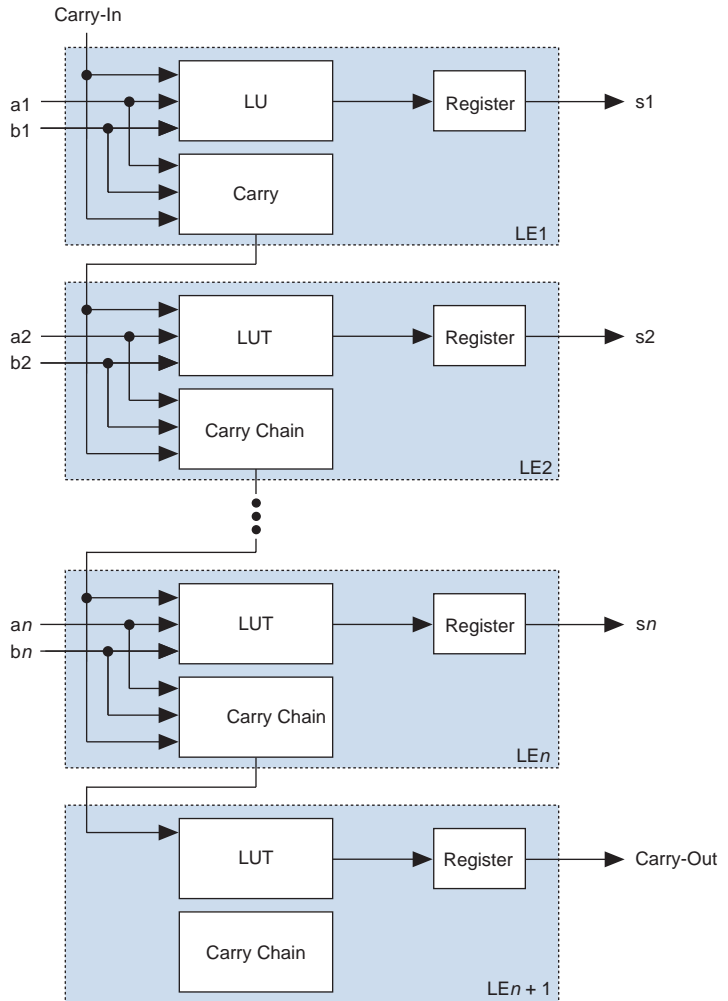 Carry-In
a1
b1
LU
Register
s1
Carry
LE1
a2
b2
LUT
Register
s2
Carry Chain
LE2
an
bn
LUT
Register
sn
Carry Chain
LEn
LUT
Register
Carry-Out
Carry Chain
LEn + 1